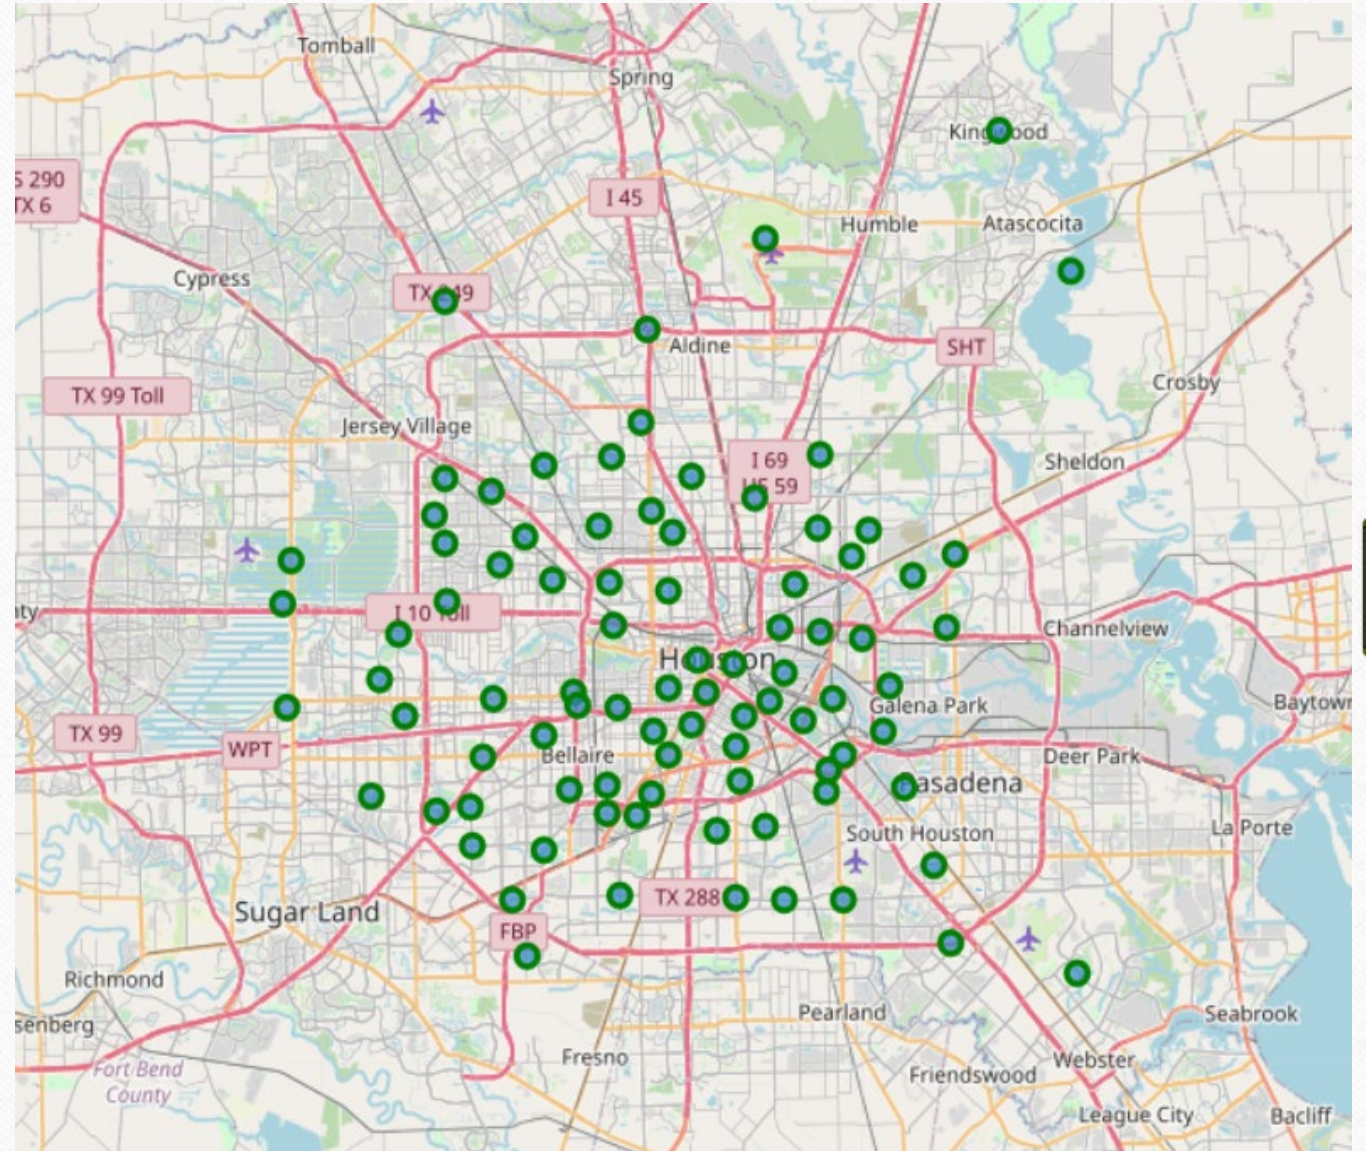 Tomball
Spring
Kingwood
S 290
TX 6
I 45
Humble
Atascocita
Cypress
TX 249
Aldine
SHT
TX 99 Toll
Crosby
Jersey Village
I 69
US 59
Sheldon
aty
I 10 Toll
Channelview
Houston
Galena Park
Baytown
TX 99
WPT
Bellaire
Deer Park
Pasadena
La Porte
South Houston
TX 288
Sugar Land
FBP
Richmond
Pearland
Seabrook
senberg
Fresno
Webster
Fort Bend
County
Friendswood
League City
Bacliff